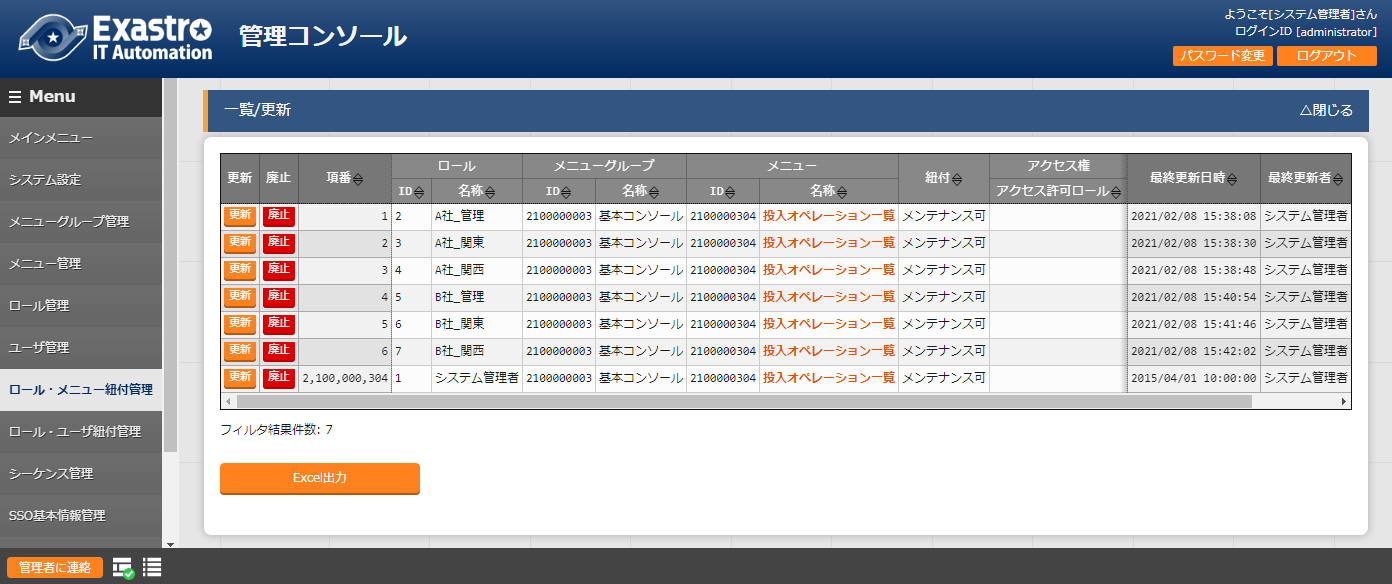 Exastro
IT Automation
管理コンソール
ようこそ[システム管理者]さん
ログインID [administrator]
パスワード変更 ログアウト
Menu
メインメニュー
システム設定
メニューグループ管理
メニュー管理
ロール管理
ユーザ管理
ロール・メニュー紐付管理
ロール・ユーザ紐付管理
シーケンス管理
SSO基本情報管理
一覧/更新 △閉じる
更新 廃止 項番 ロール メニューグループ メニュー 紐付 アクセス権 最終更新日時 最終更新者
ID 名称 ID 名称 ID 名称 アクセス許可ロール
更新 廃止 1 2 A社_管理 2100000003 基本コンソール 2100000304 投入オペレーション一覧 メンテナンス可 2021/02/08 15:38:08 システム管理者
更新 廃止 2 3 A社_関東 2100000003 基本コンソール 2100000304 投入オペレーション一覧 メンテナンス可 2021/02/08 15:38:30 システム管理者
更新 廃止 3 4 A社_関西 2100000003 基本コンソール 2100000304 投入オペレーション一覧 メンテナンス可 2021/02/08 15:38:48 システム管理者
更新 廃止 4 5 B社_管理 2100000003 基本コンソール 2100000304 投入オペレーション一覧 メンテナンス可 2021/02/08 15:40:54 システム管理者
更新 廃止 5 6 B社_関東 2100000003 基本コンソール 2100000304 投入オペレーション一覧 メンテナンス可 2021/02/08 15:41:46 システム管理者
更新 廃止 6 7 B社_関西 2100000003 基本コンソール 2100000304 投入オペレーション一覧 メンテナンス可 2021/02/08 15:42:02 システム管理者
更新 廃止 2,100,000,304 1 システム管理者 2100000003 基本コンソール 2100000304 投入オペレーション一覧 メンテナンス可 2015/04/01 10:00:00 システム管理者
フィルタ結果件数: 7
Excel出力
管理者に連絡